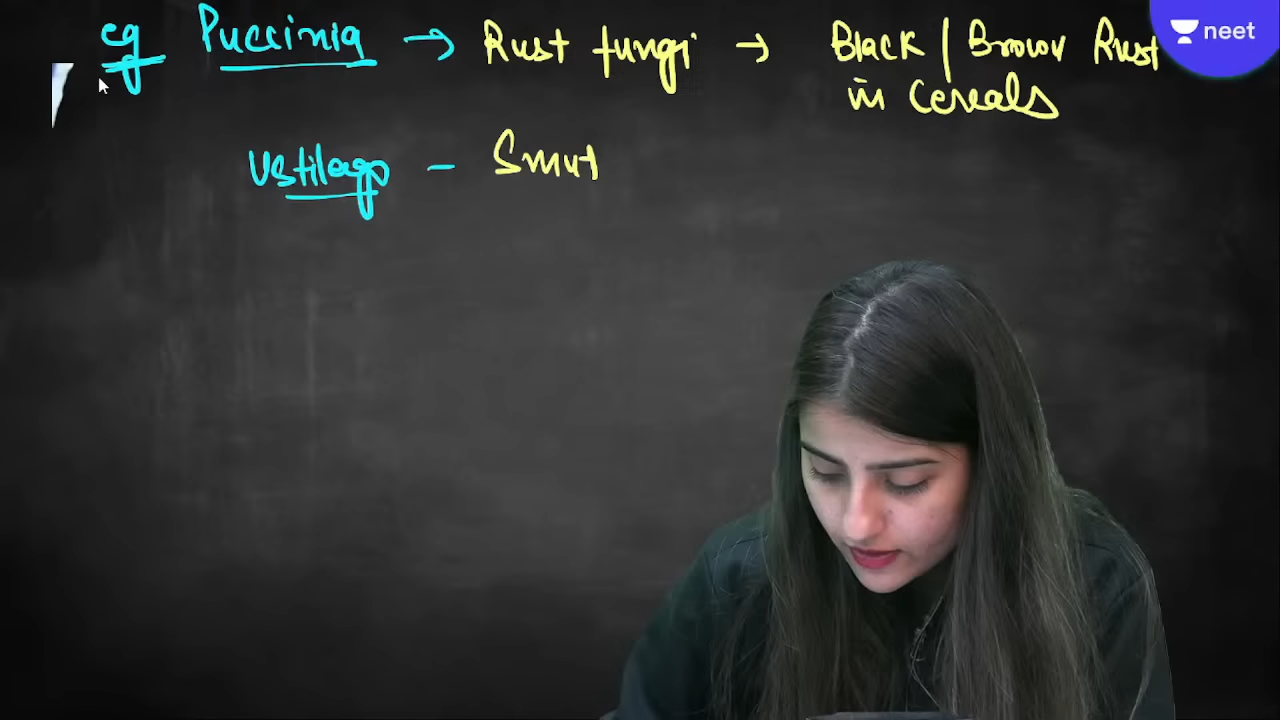 eg Puccinia → Rust fungi → Black / Brown Rust
in Cereals
Ustilago - Smut
neet